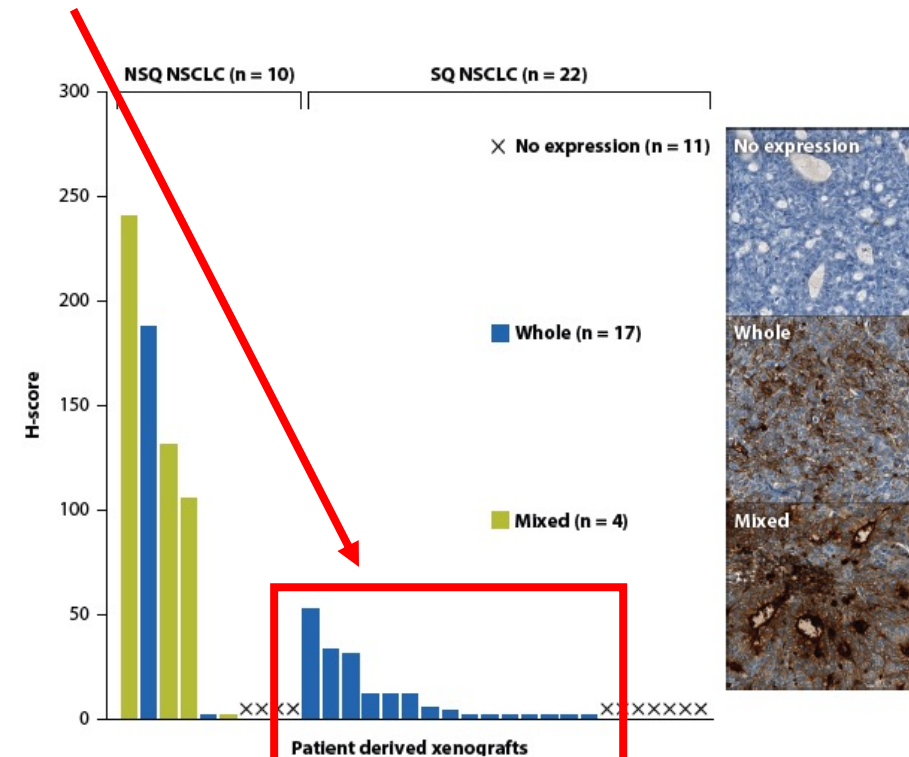 NSQ NSCLC (n = 10)
SQ NSCLC (n = 22)
300
250
200
150
100
50
0
H-score
× No expression (n = 11)
Whole (n = 17)
Mixed (n = 4)
No expression
Whole
Mixed
×××× ××××××
Patient derived xenografts